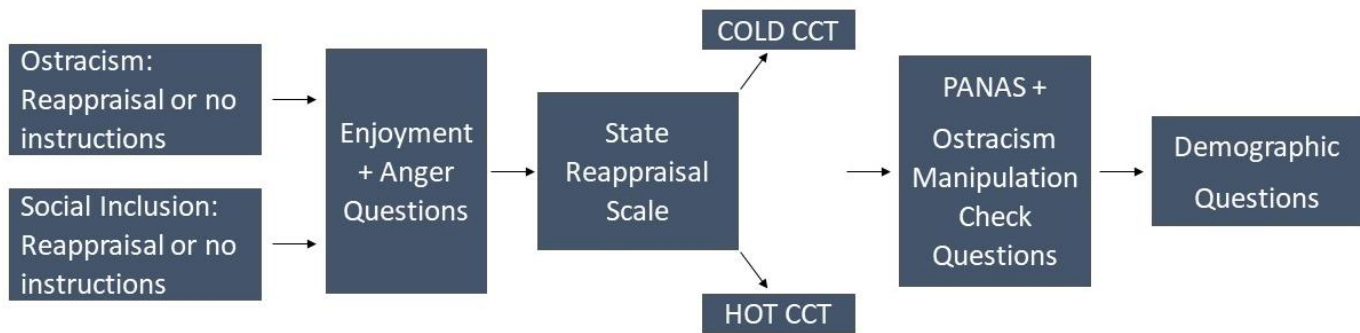 Ostracism:
Reappraisal or no
instructions
Social Inclusion:
Reappraisal or no
instructions
Enjoyment
+ Anger
Questions
State
Reappraisal
Scale
COLD CCT
HOT CCT
PANAS +
Ostracism
Manipulation
Check
Questions
Demographic
Questions